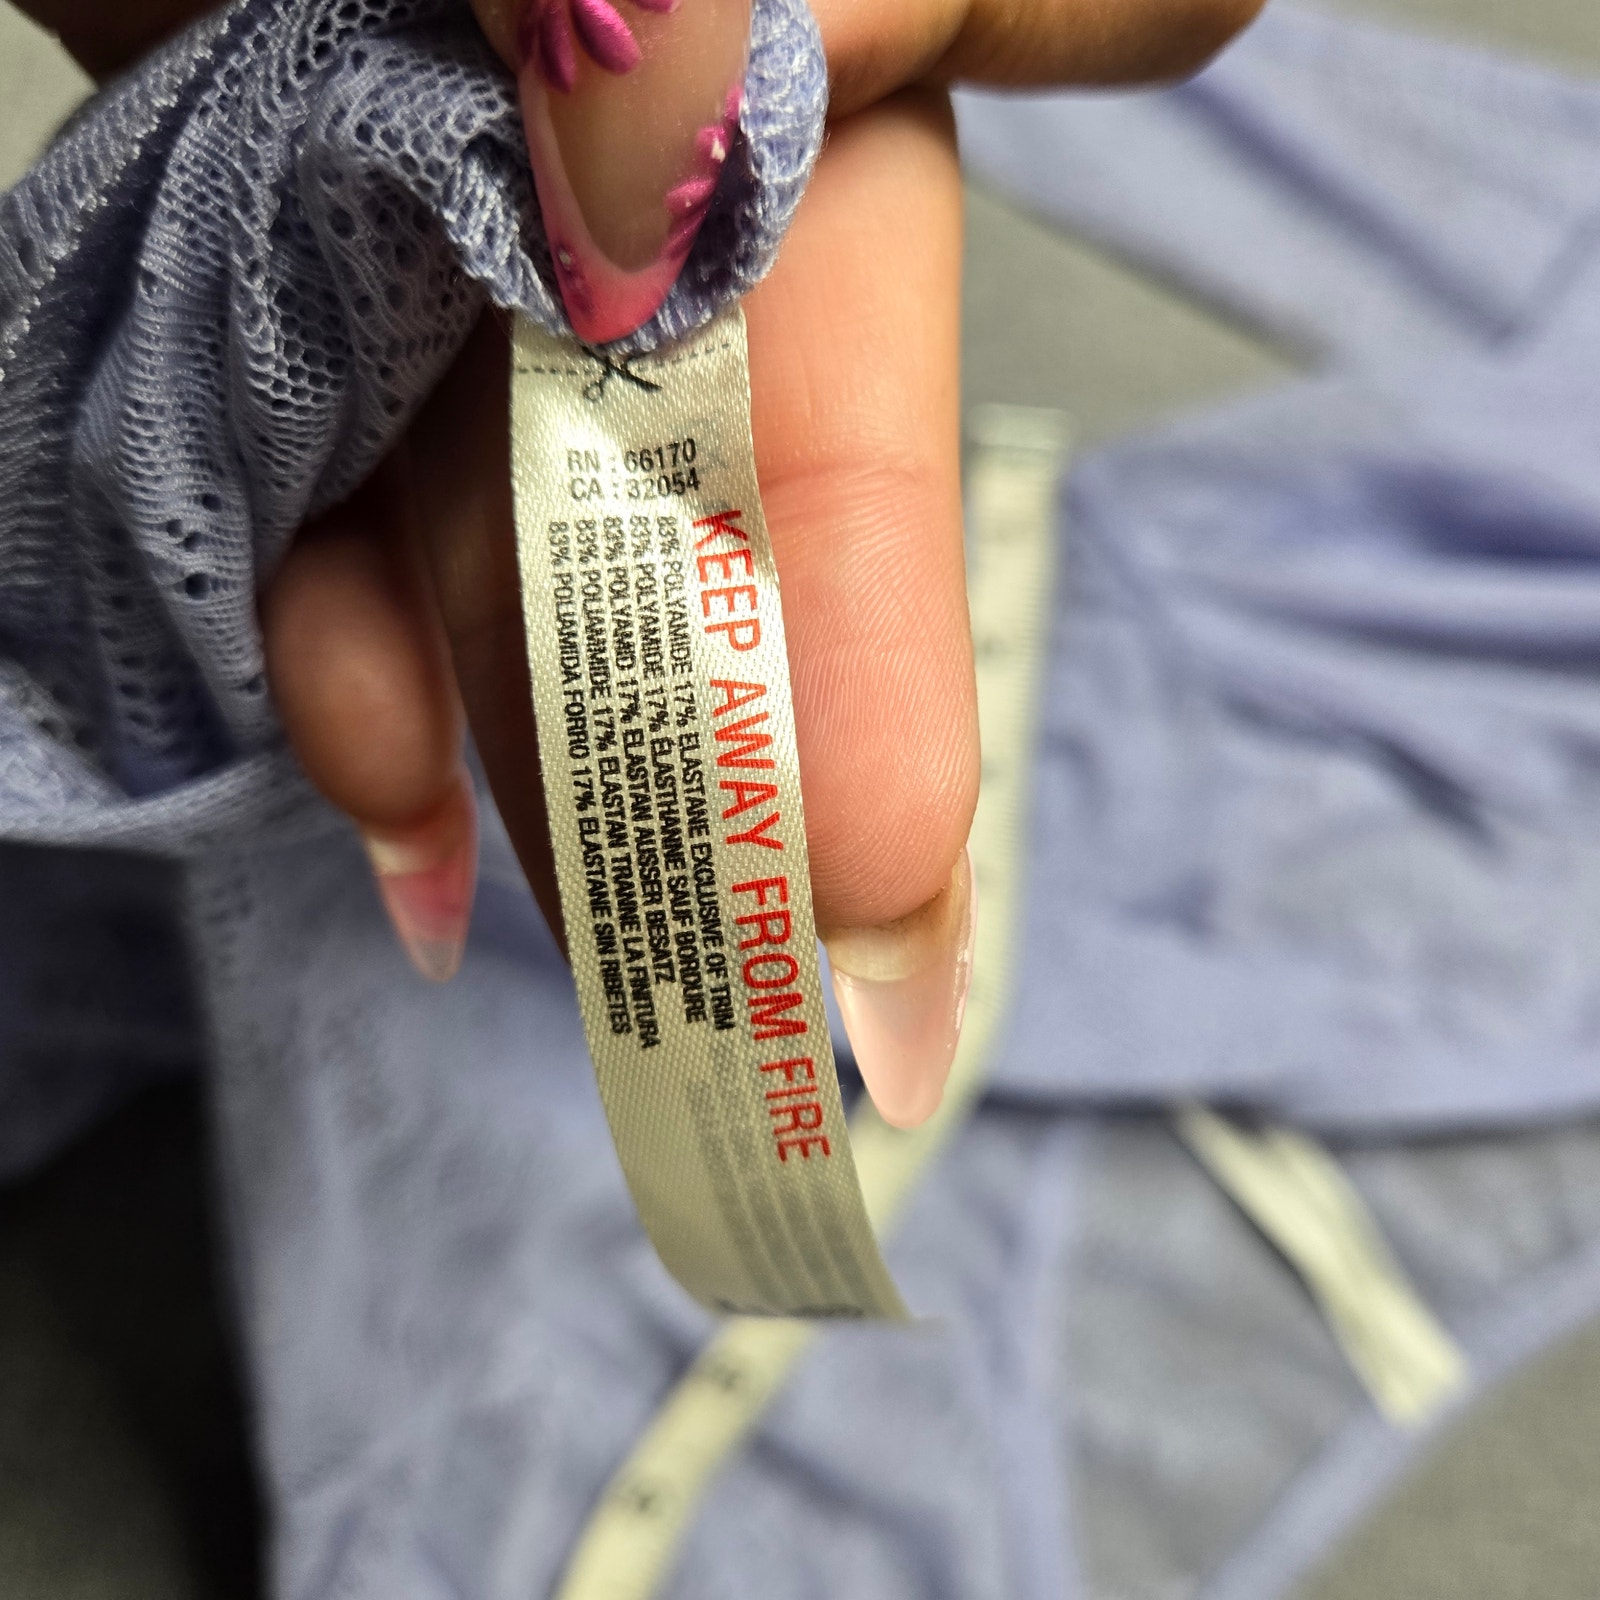 RN : 66170
CA : 32054
KEEP AWAY FROM FIRE
83% POLYAMIDE 17% ELASTANE EXCLUSIVE OF TRIM
83% POLYAMIDE 17% ELASTHANNE SAUF BORDURE
83% POLYAMID 17% ELASTAN AUSSER BESATZ
83% POLIAMMIDE 17% ELASTAN TRANNE LA FINITURA
83% POLIAMIDA FORRO 17% ELASTANE SIN RIBETES